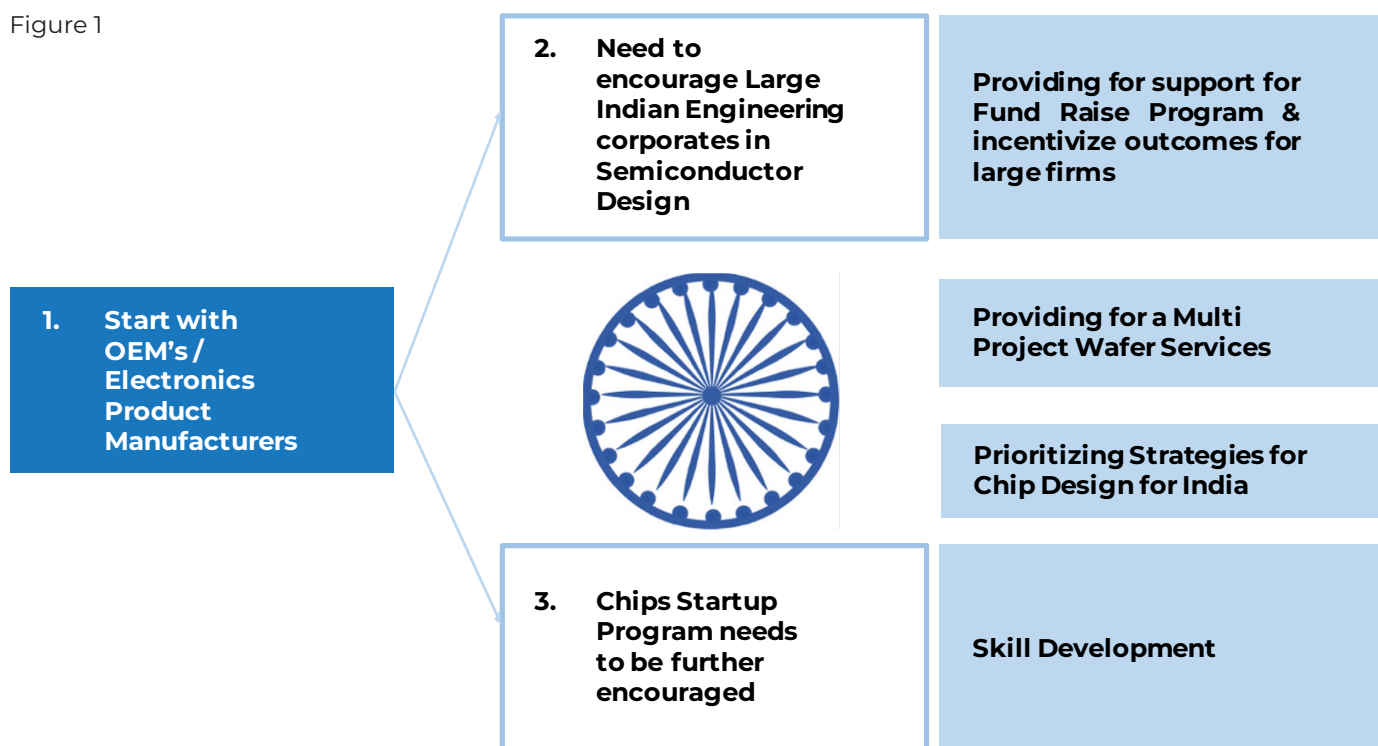 Figure 1
2. Need to
encourage Large
Indian Engineering
corporates in
Semiconductor
Design
Providing for support for
Fund Raise Program &
incentivize outcomes for
large firms
1. Start with
OEM's /
Electronics
Product
Manufacturers
Providing for a Multi
Project Wafer Services
Prioritizing Strategies for
Chip Design for India
3. Chips Startup
Program needs
to be further
encouraged
Skill Development